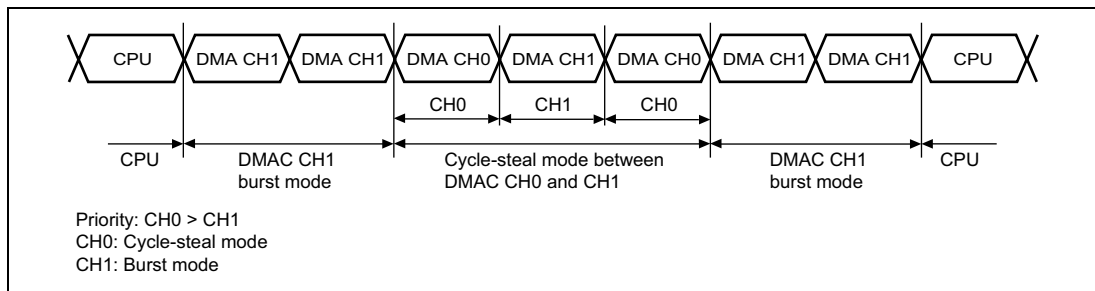 CPU DMA CH1 DMA CH1 DMA CH0 DMA CH1 DMA CH0 DMA CH1 DMA CH1 CPU
CH0 CH1 CH0
CPU DMAC CH1 Cycle-steal mode between DMAC CH1 CPU
burst mode DMAC CH0 and CH1 burst mode
Priority: CH0 > CH1
CH0: Cycle-steal mode
CH1: Burst mode